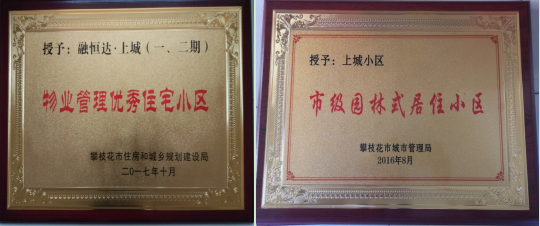 授予：融恒达·上城（一、二期）
物业管理优秀住宅小区
攀枝花市住房和城乡规划建设局
二〇一七年十月
授予：上城小区
市级园林式居住小区
攀枝花市城市管理局
2016年8月